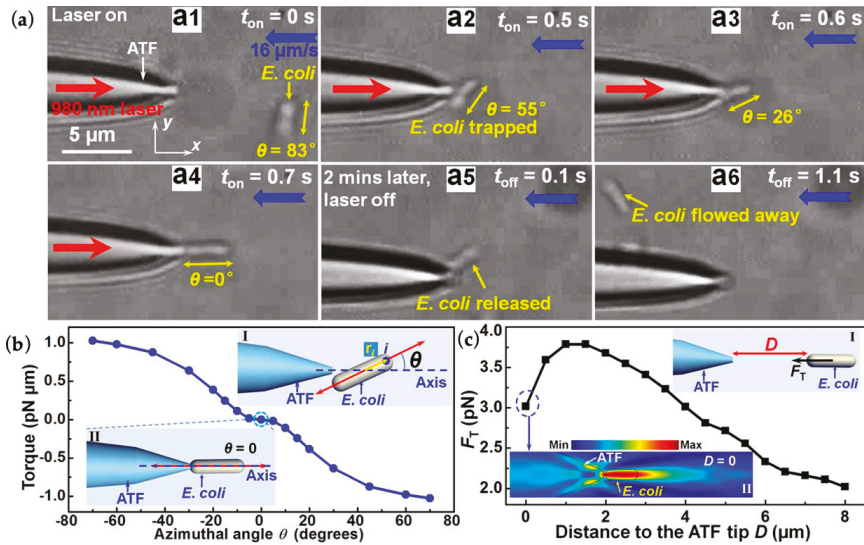 (a)
Laser on
a1
t_on = 0 s
ATF
16 μm/s
E. coli
980 nm laser
5 μm
y
x
θ = 83°
a2
t_on = 0.5 s
θ = 55°
E. coli trapped
a3
t_on = 0.6 s
θ = 26°
a4
t_on = 0.7 s
θ = 0°
2 mins later,
laser off
a5
t_off = 0.1 s
E. coli released
a6
t_off = 1.1 s
E. coli flowed away
(b)
Torque (pN μm)
1.0
0.5
0.0
-0.5
-1.0
I
r_i
i
θ
Axis
ATF
E. coli
II
θ = 0
Axis
ATF
E. coli
-80 -60 -40 -20 0 20 40 60 80
Azimuthal angle θ (degrees)
(c)
F_T (pN)
4.0
3.5
3.0
2.5
2.0
I
D
F_T
ATF
E. coli
Min
Max
ATF
D = 0
E. coli
II
0 2 4 6 8
Distance to the ATF tip D (μm)